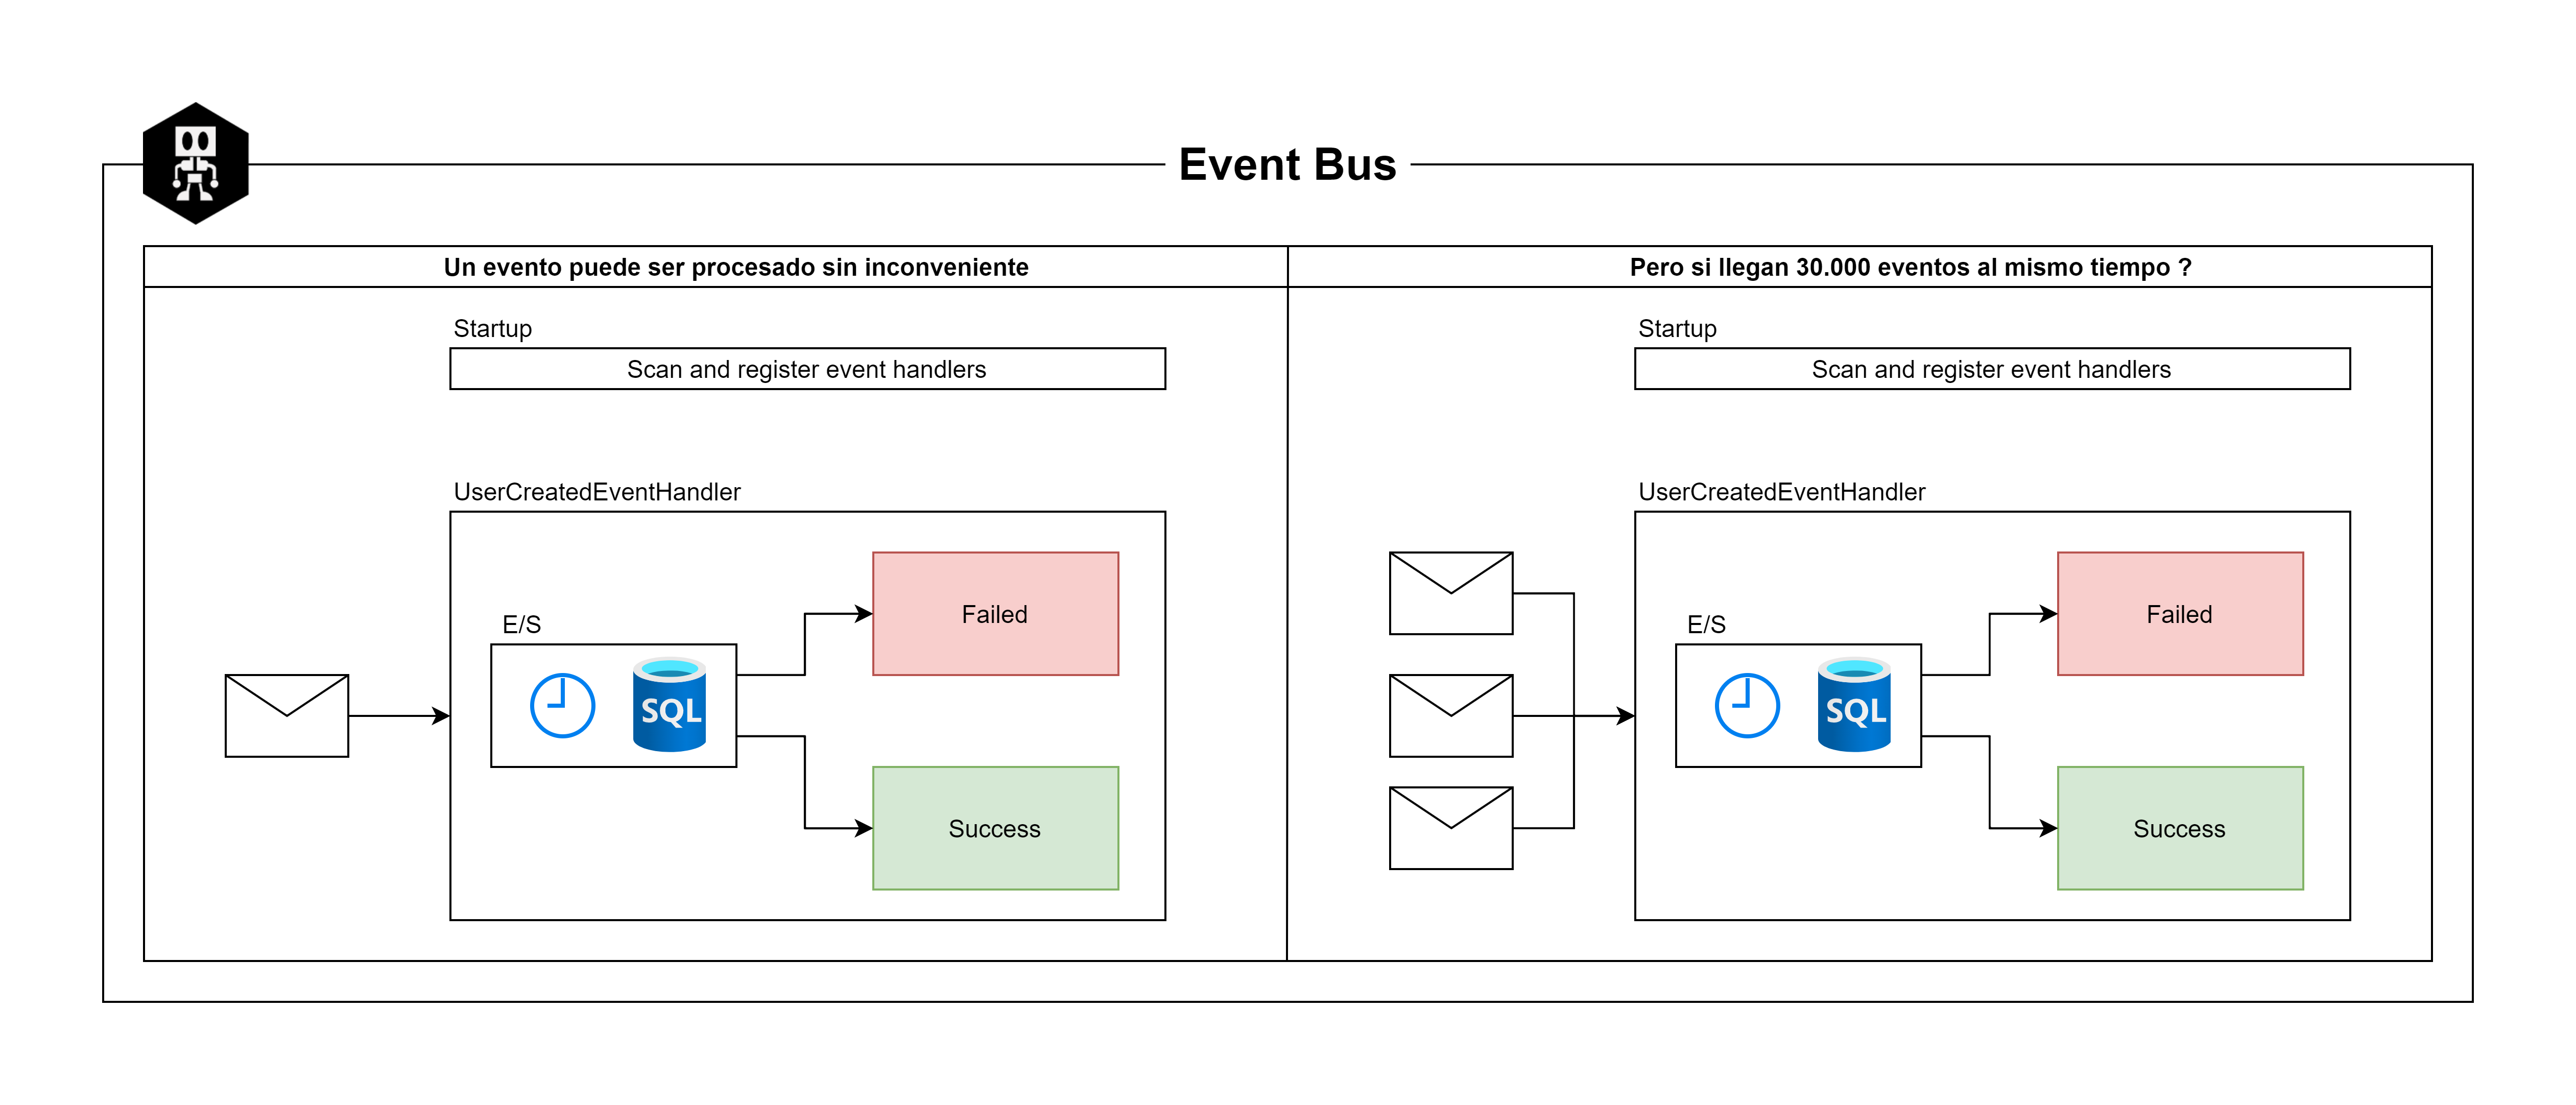 Event Bus
Un evento puede ser procesado sin inconveniente
Startup
Scan and register event handlers
UserCreatedEventHandler
E/S
SQL
Failed
Success
Pero si llegan 30.000 eventos al mismo tiempo ?
Startup
Scan and register event handlers
UserCreatedEventHandler
E/S
SQL
Failed
Success